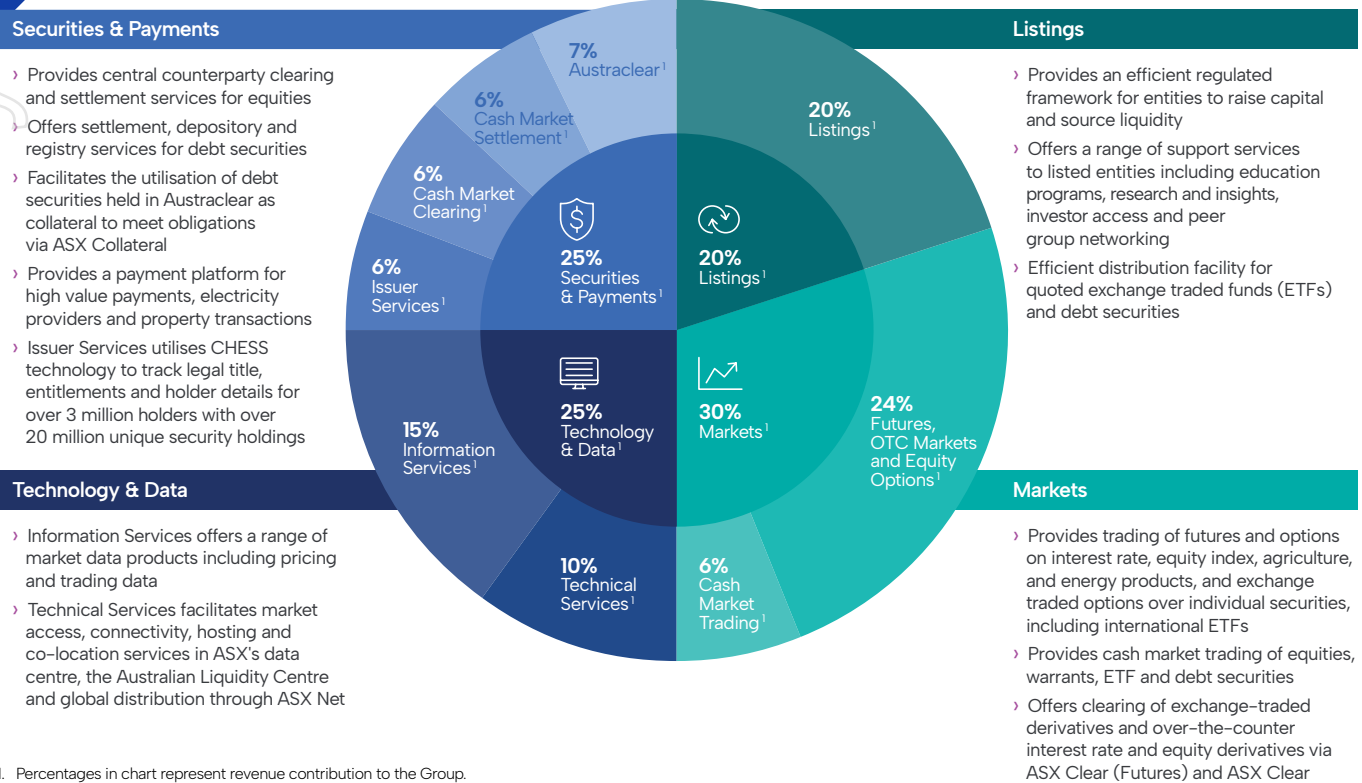 Securities & Payments
› Provides central counterparty clearing
and settlement services for equities
› Offers settlement, depository and
registry services for debt securities
› Facilitates the utilisation of debt
securities held in Austraclear as
collateral to meet obligations
via ASX Collateral
› Provides a payment platform for
high value payments, electricity
providers and property transactions
› Issuer Services utilises CHESS
technology to track legal title,
entitlements and holder details for
over 3 million holders with over
20 million unique security holdings
Technology & Data
› Information Services offers a range of
market data products including pricing
and trading data
› Technical Services facilitates market
access, connectivity, hosting and
co-location services in ASX's data
centre, the Australian Liquidity Centre
and global distribution through ASX Net
7%
Austraclear¹
6%
Cash Market
Settlement¹
6%
Cash Market
Clearing¹
6%
Issuer
Services¹
15%
Information
Services¹
10%
Technical
Services¹
25%
Securities
& Payments¹
25%
Technology
& Data¹
20%
Listings¹
20%
Listings¹
30%
Markets¹
24%
Futures,
OTC Markets
and Equity
Options¹
6%
Cash
Market
Trading¹
Listings
› Provides an efficient regulated
framework for entities to raise capital
and source liquidity
› Offers a range of support services
to listed entities including education
programs, research and insights,
investor access and peer
group networking
› Efficient distribution facility for
quoted exchange traded funds (ETFs)
and debt securities
Markets
› Provides trading of futures and options
on interest rate, equity index, agriculture,
and energy products, and exchange
traded options over individual securities,
including international ETFs
› Provides cash market trading of equities,
warrants, ETF and debt securities
› Offers clearing of exchange-traded
derivatives and over-the-counter
interest rate and equity derivatives via
ASX Clear (Futures) and ASX Clear
1. Percentages in chart represent revenue contribution to the Group.